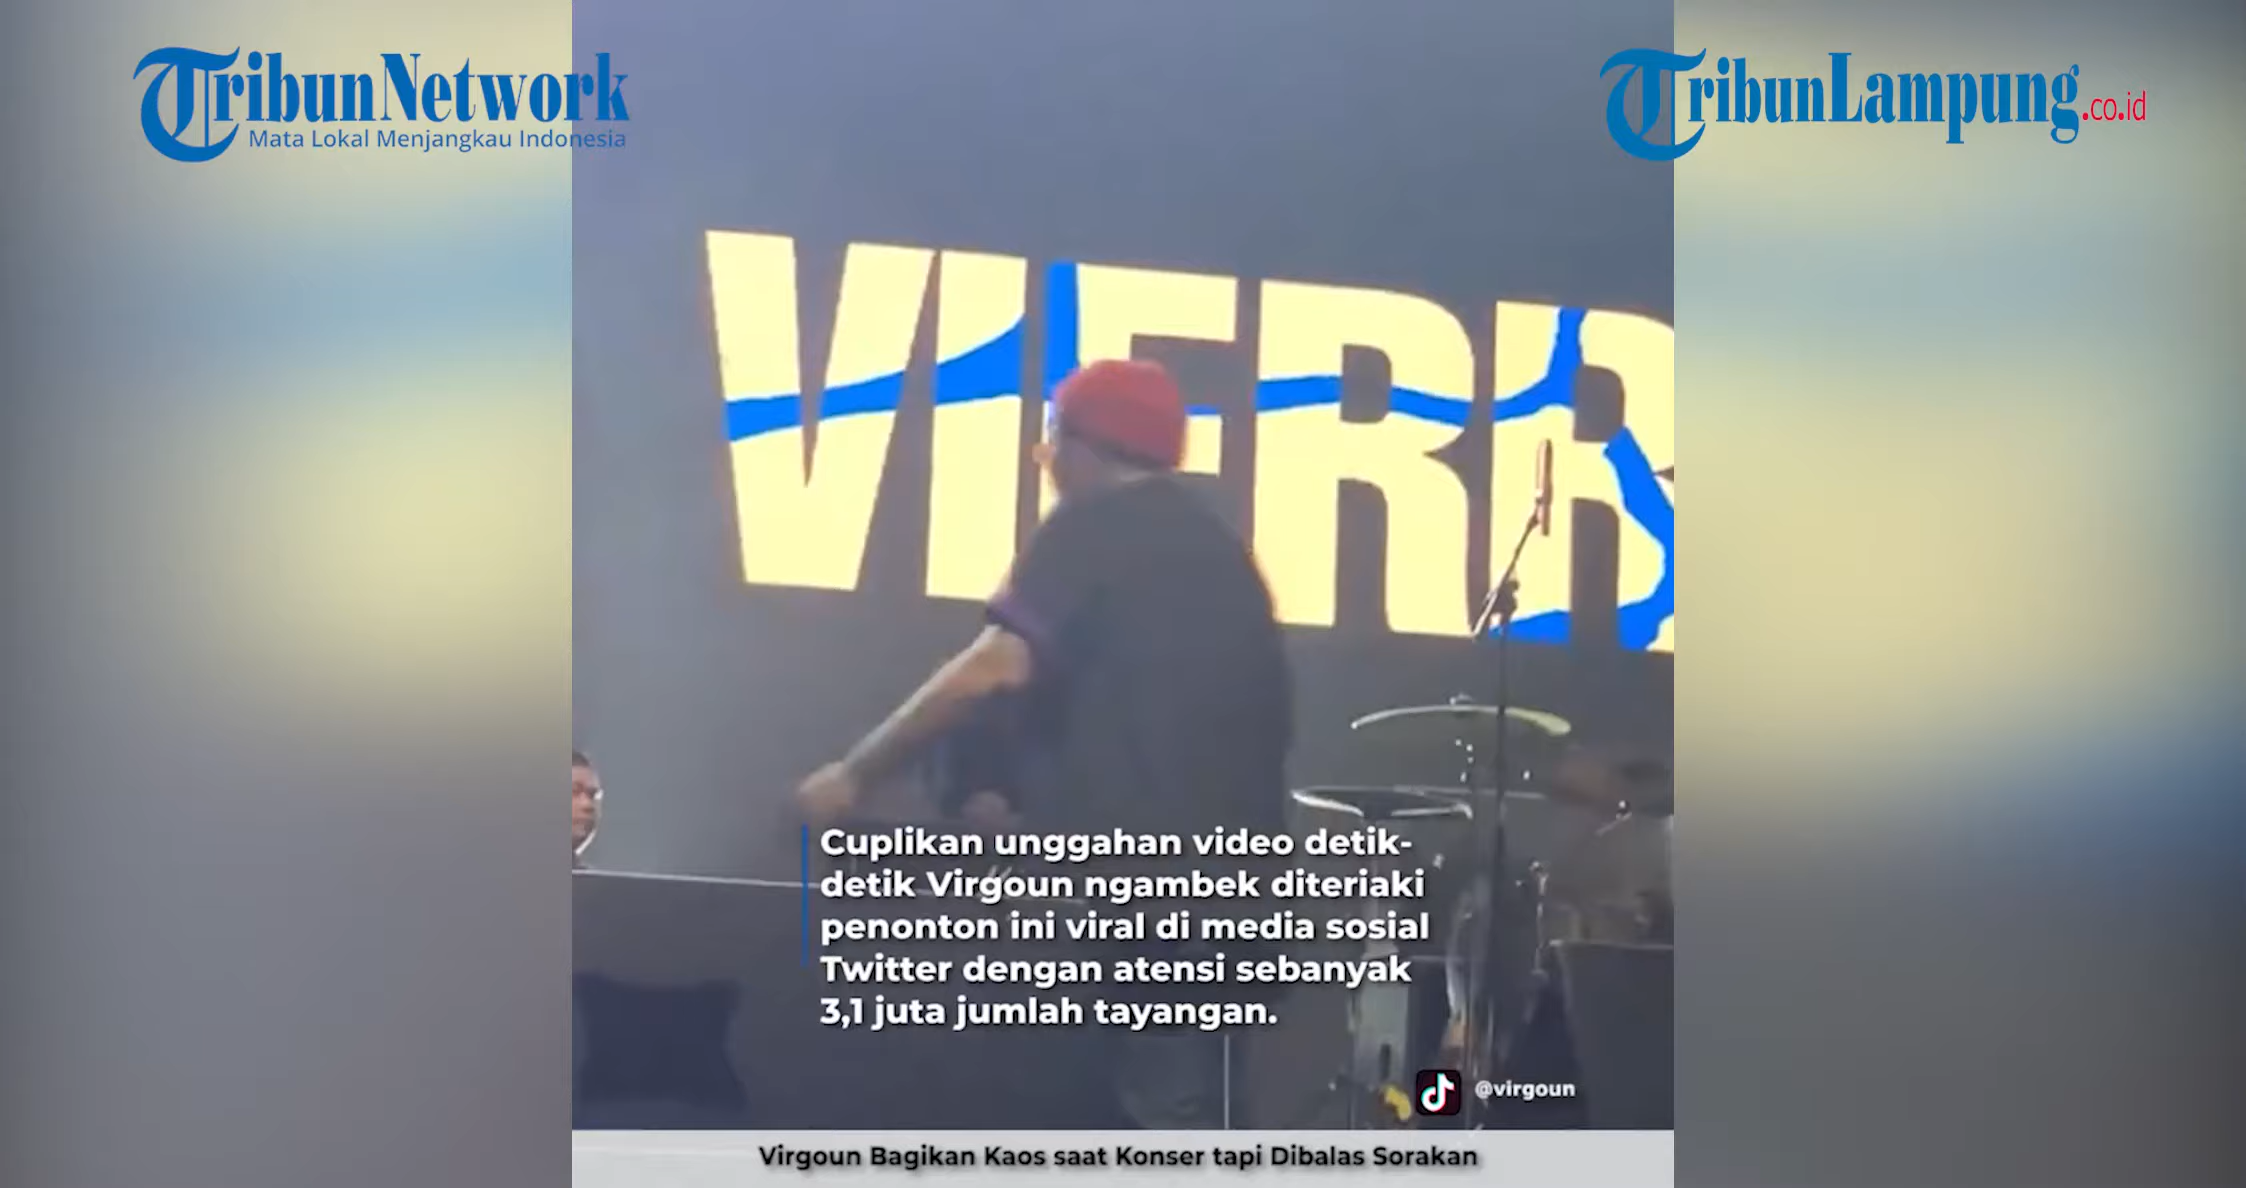 TribunNetwork
Mata Lokal Menjangkau Indonesia
TribunLampung.co.id
VIERR
Cuplikan unggahan video detik-
detik Virgoun ngambek diteriaki
penonton ini viral di media sosial
Twitter dengan atensi sebanyak
3,1 juta jumlah tayangan.
@virgoun
Virgoun Bagikan Kaos saat Konser tapi Dibalas Sorakan